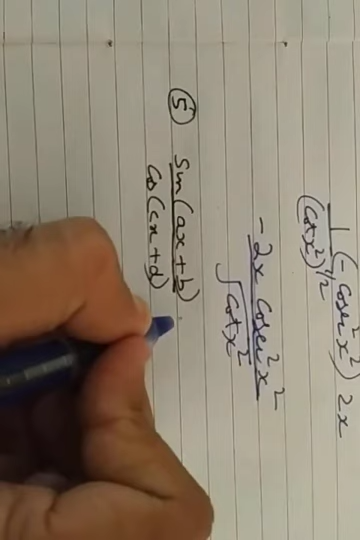 1 (- cosec²x²) 2x
(cotx²)^1/2
- 2x cosec²x²
√cotx²
5 sin(ax+b)
cos(cx+d)